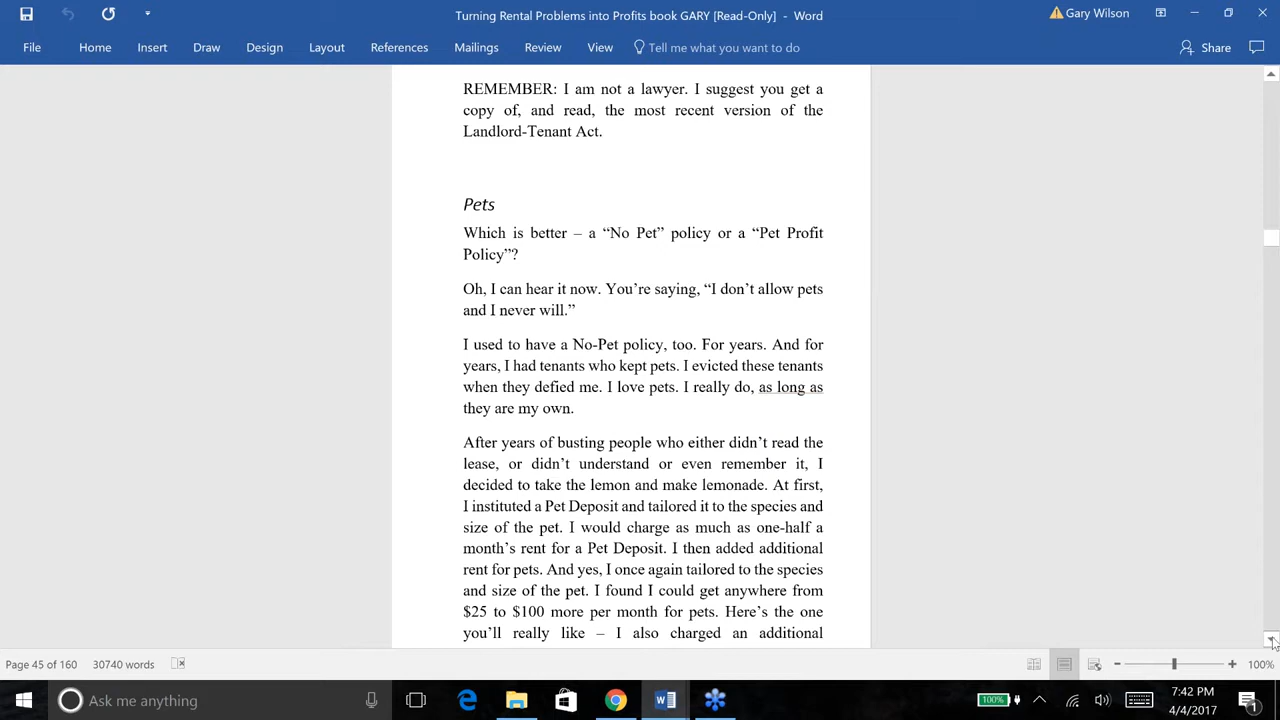 Turning Rental Problems into Profits book GARY [Read-Only] - Word
Gary Wilson
File Home Insert Draw Design Layout References Mailings Review View Tell me what you want to do Share
REMEMBER: I am not a lawyer. I suggest you get a
copy of, and read, the most recent version of the
Landlord-Tenant Act.
Pets
Which is better – a “No Pet” policy or a “Pet Profit
Policy”?
Oh, I can hear it now. You’re saying, “I don’t allow pets
and I never will.”
I used to have a No-Pet policy, too. For years. And for
years, I had tenants who kept pets. I evicted these tenants
when they defied me. I love pets. I really do, as long as
they are my own.
After years of busting people who either didn’t read the
lease, or didn’t understand or even remember it, I
decided to take the lemon and make lemonade. At first,
I instituted a Pet Deposit and tailored it to the species and
size of the pet. I would charge as much as one-half a
month’s rent for a Pet Deposit. I then added additional
rent for pets. And yes, I once again tailored to the species
and size of the pet. I found I could get anywhere from
$25 to $100 more per month for pets. Here’s the one
you’ll really like – I also charged an additional
Page 45 of 160 30740 words 100%
Ask me anything
100%
7:42 PM
4/4/2017
1